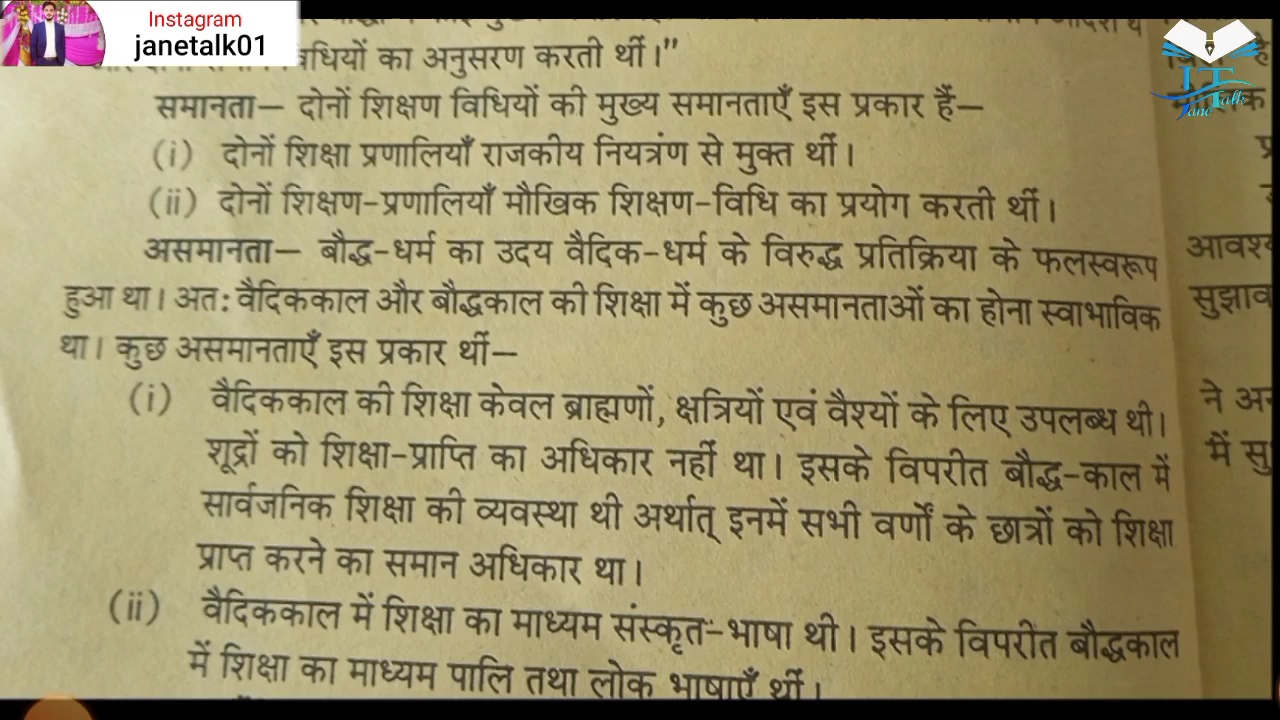 Instagram
janetalk01
विधियों का अनुसरण करती थीं।"
समानता— दोनों शिक्षण विधियों की मुख्य समानताएँ इस प्रकार हैं—
(i) दोनों शिक्षा प्रणालियाँ राजकीय नियत्रंण से मुक्त थीं।
(ii) दोनों शिक्षण-प्रणालियाँ मौखिक शिक्षण-विधि का प्रयोग करती थीं।
असमानता— बौद्ध-धर्म का उदय वैदिक-धर्म के विरुद्ध प्रतिक्रिया के फलस्वरूप
हुआ था। अत: वैदिककाल और बौद्धकाल की शिक्षा में कुछ असमानताओं का होना स्वाभाविक
था। कुछ असमानताएँ इस प्रकार थीं—
(i) वैदिककाल की शिक्षा केवल ब्राह्मणों, क्षत्रियों एवं वैश्यों के लिए उपलब्ध थी।
शूद्रों को शिक्षा-प्राप्ति का अधिकार नहीं था। इसके विपरीत बौद्ध-काल में
सार्वजनिक शिक्षा की व्यवस्था थी अर्थात् इनमें सभी वर्णों के छात्रों को शिक्षा
प्राप्त करने का समान अधिकार था।
(ii) वैदिककाल में शिक्षा का माध्यम संस्कृत-भाषा थी। इसके विपरीत बौद्धकाल
में शिक्षा का माध्यम पालि तथा लोक भाषाएँ थीं।
Jane Talk
सुझाव
ने
में